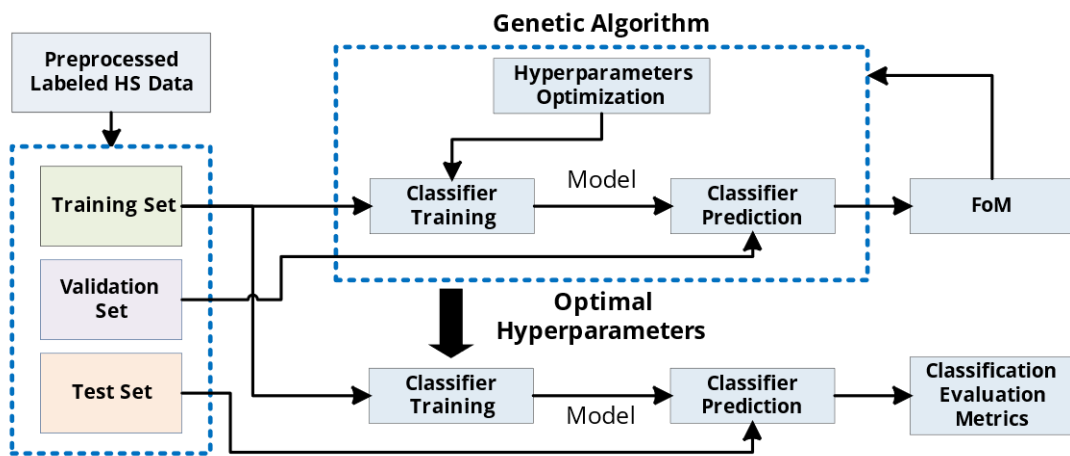 Genetic Algorithm
Preprocessed
Labeled HS Data
Hyperparameters
Optimization
Training Set
Classifier
Training
Model
Classifier
Prediction
FoM
Validation
Set
Optimal
Hyperparameters
Test Set
Classifier
Training
Model
Classifier
Prediction
Classification
Evaluation
Metrics